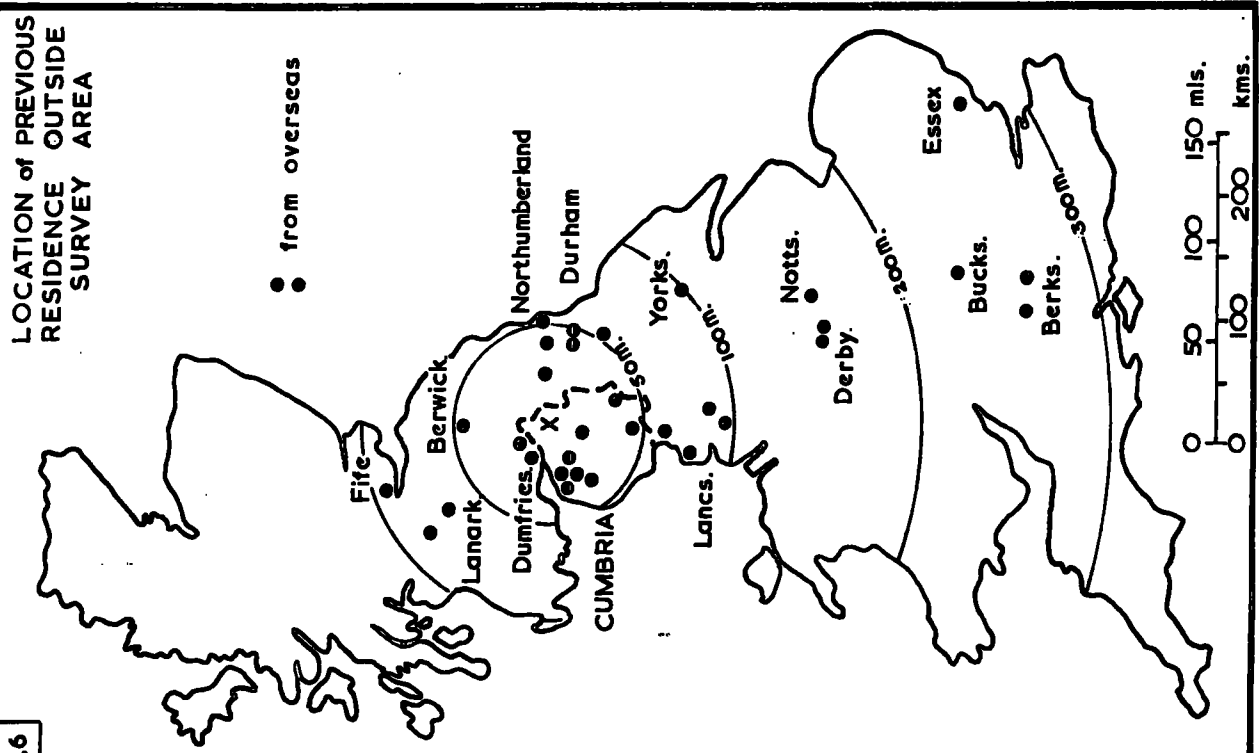 .6
LOCATION of PREVIOUS
RESIDENCE OUTSIDE
SURVEY AREA
from overseas
Fife
Berwick.
Lanark.
Dumfries.
Northumberland
Durham
X
CUMBRIA
50m.
Yorks.
100m.
Lancs.
Notts.
Derby.
200m.
Essex
Bucks.
Berks.
300m.
0 50 100 150 mls.
0 100 200 kms.